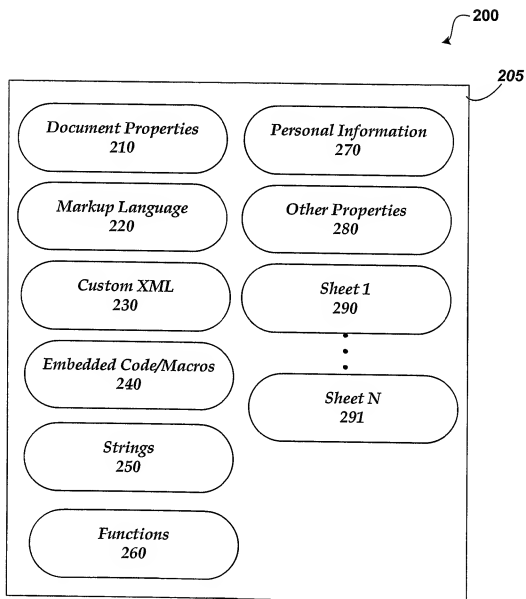 200
205
Document Properties
210
Markup Language
220
Custom XML
230
Embedded Code/Macros
240
Strings
250
Functions
260
Personal Information
270
Other Properties
280
Sheet 1
290
Sheet N
291